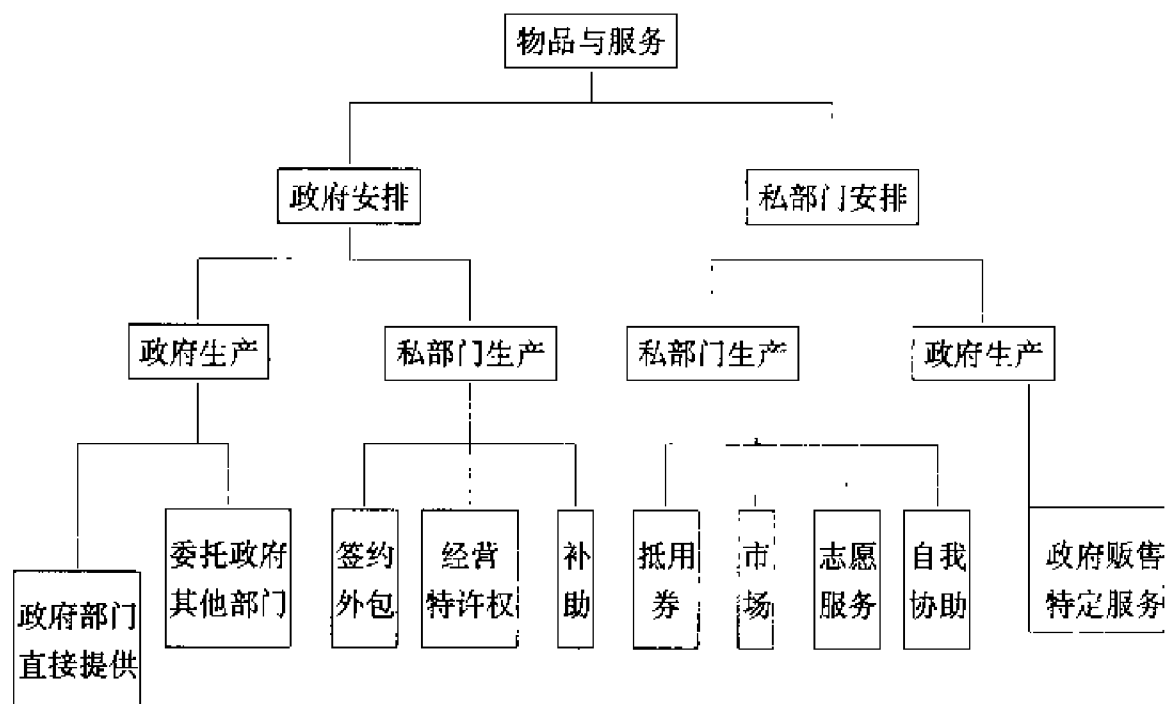 物品与服务
政府安排
私部门安排
政府生产
私部门生产
私部门生产
政府生产
政府部门
直接提供
委托政府
其他部门
签约
外包
经营
特许权
补
助
抵用
券
市
场
志愿
服务
自我
协助
政府贩售
特定服务